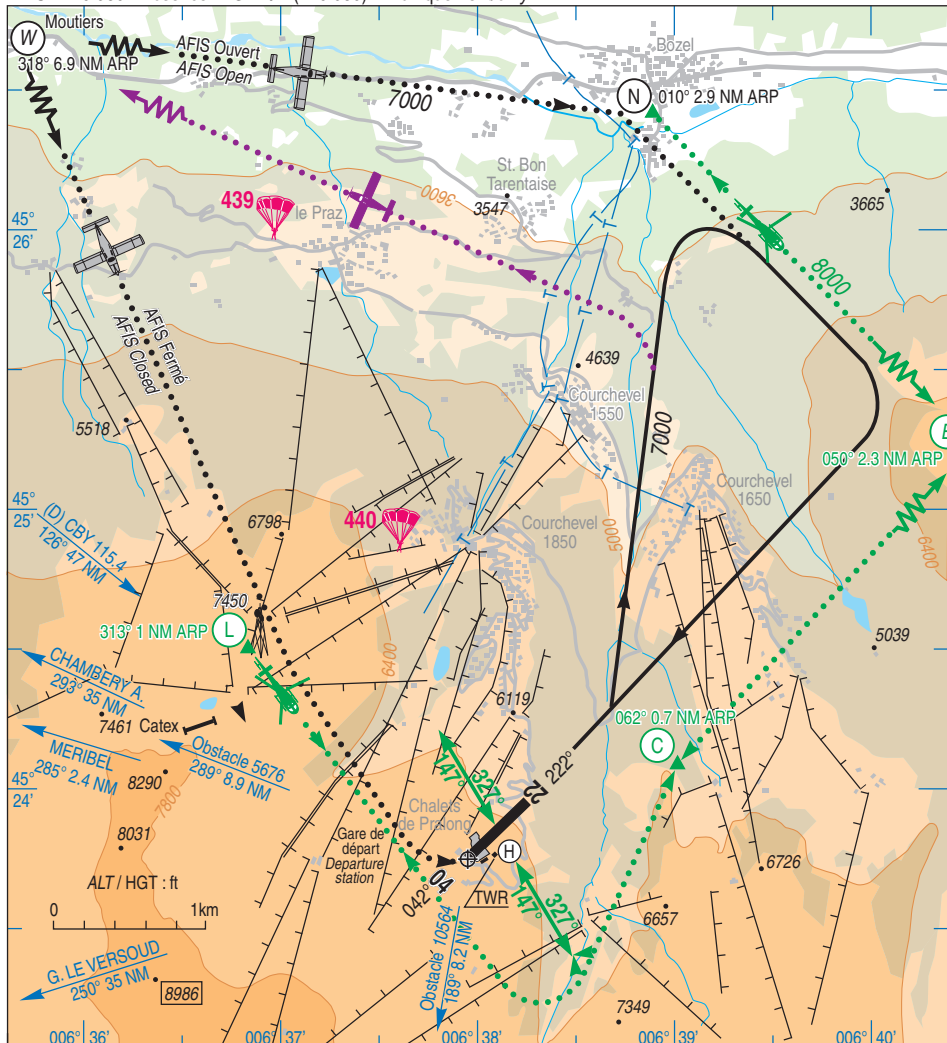 Moutiers
W
318° 6.9 NM ARP
AFIS Ouvert
AFIS Open
7000
Bozel
N
010° 2.9 NM ARP
St. Bon
Tarentaise
3547
3600
3665
45°
26'
439
le Praz
8000
AFIS Fermé
AFIS Closed
4639
Courchevel
1550
7000
5518
050° 2.3 NM ARP
Courchevel
1650
45°
25'
(D) CBY 115.4
126° 47 NM
6798
440
Courchevel
1850
5000
6400
7450
313° 1 NM ARP
L
6400
5039
CHAMBERY A.
293° 35 NM
6119
062° 0.7 NM ARP
C
7461
Catex
MERIBEL
285° 2.4 NM
Obstacle 5676
289° 8.9 NM
147°
327°
22
222°
45°
24'
8290
7800
8031
Chalets
de Pralong
Gare de
départ
Departure
station
H
ALT / HGT : ft
0
1km
042°
04
TWR
147°
327°
6726
6657
Obstacle 10564
189° 8.2 NM
G. LE VERSOUD
250° 35 NM
8986
7349
006° 36'
006° 37'
006° 38'
006° 39'
006° 40'